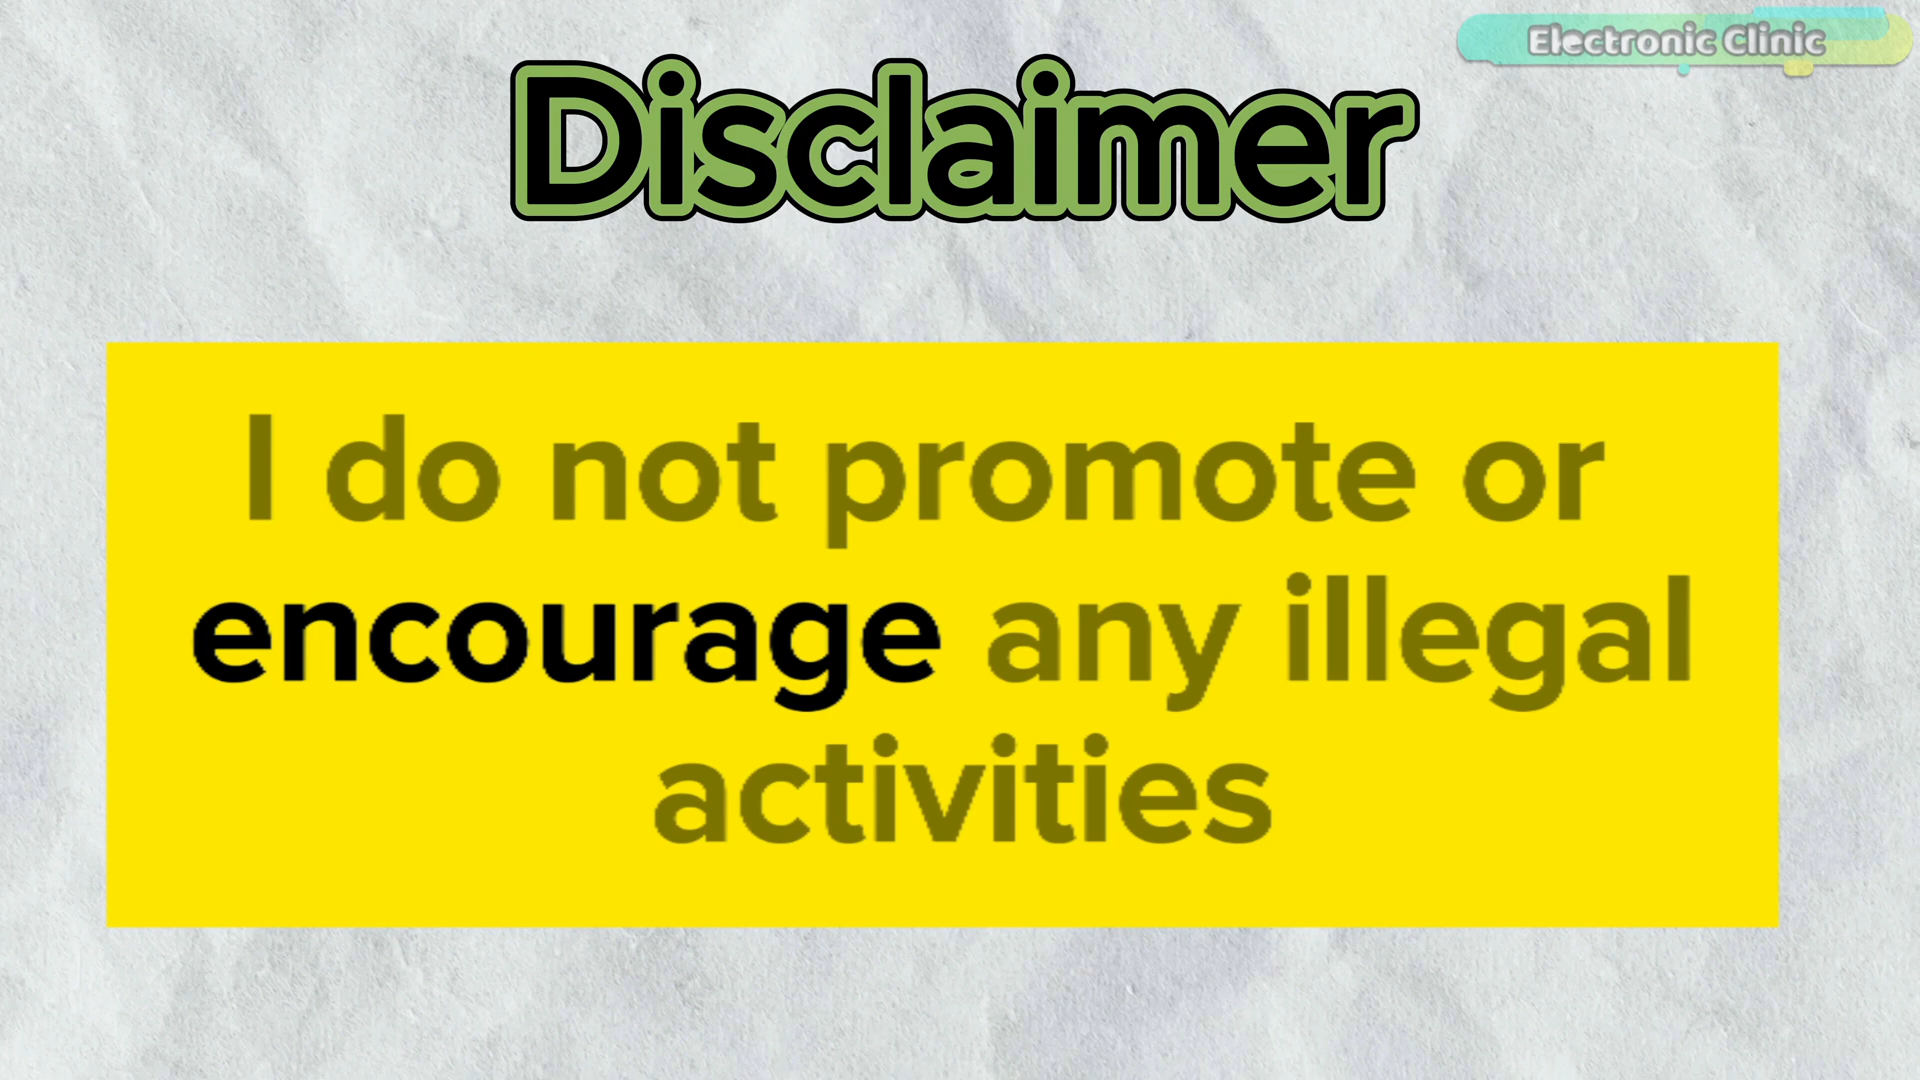 Electronic Clinic
Disclaimer
I do not promote or
encourage any illegal
activities